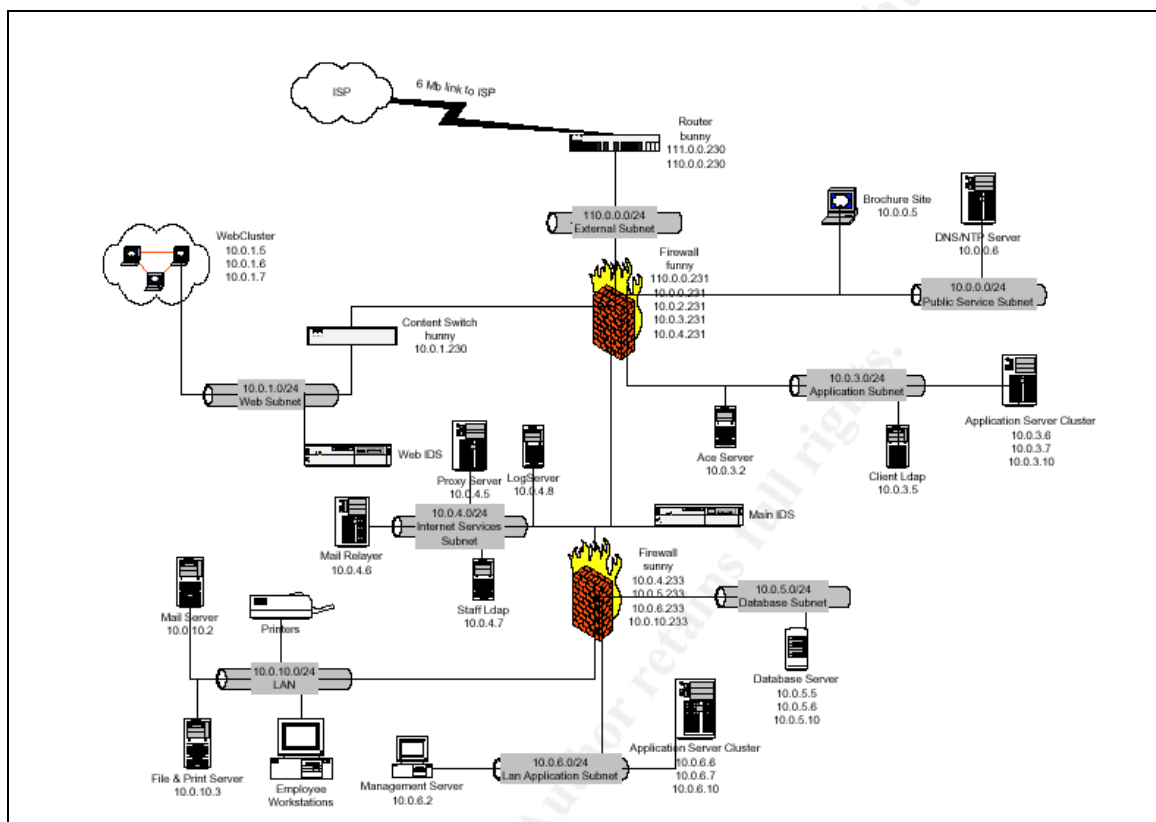 ISP
6 Mb link to ISP
Router
bunny
111.0.0.230
110.0.0.230
110.0.0.0/24
External Subnet
Brochure Site
10.0.0.5
DNS/NTP Server
10.0.0.6
10.0.0.0/24
Public Service Subnet
WebCluster
10.0.1.5
10.0.1.6
10.0.1.7
Firewall
funny
110.0.0.231
10.0.0.231
10.0.2.231
10.0.3.231
10.0.4.231
Content Switch
hunny
10.0.1.230
10.0.1.0/24
Web Subnet
Web IDS
10.0.3.0/24
Application Subnet
Ace Server
10.0.3.2
Client Ldap
10.0.3.5
Application Server Cluster
10.0.3.6
10.0.3.7
10.0.3.10
Proxy Server
10.0.4.5
LogServer
10.0.4.8
10.0.4.0/24
Internet Services
Subnet
Main IDS
Mail Relayer
10.0.4.6
Staff Ldap
10.0.4.7
Firewall
sunny
10.0.4.233
10.0.5.233
10.0.6.233
10.0.10.233
10.0.5.0/24
Database Subnet
Database Server
10.0.5.5
10.0.5.6
10.0.5.10
Mail Server
10.0.10.2
Printers
10.0.10.0/24
LAN
File & Print Server
10.0.10.3
Employee
Workstations
Management Server
10.0.6.2
10.0.6.0/24
Lan Application Subnet
Application Server Cluster
10.0.6.6
10.0.6.7
10.0.6.10
Author retains full rights.